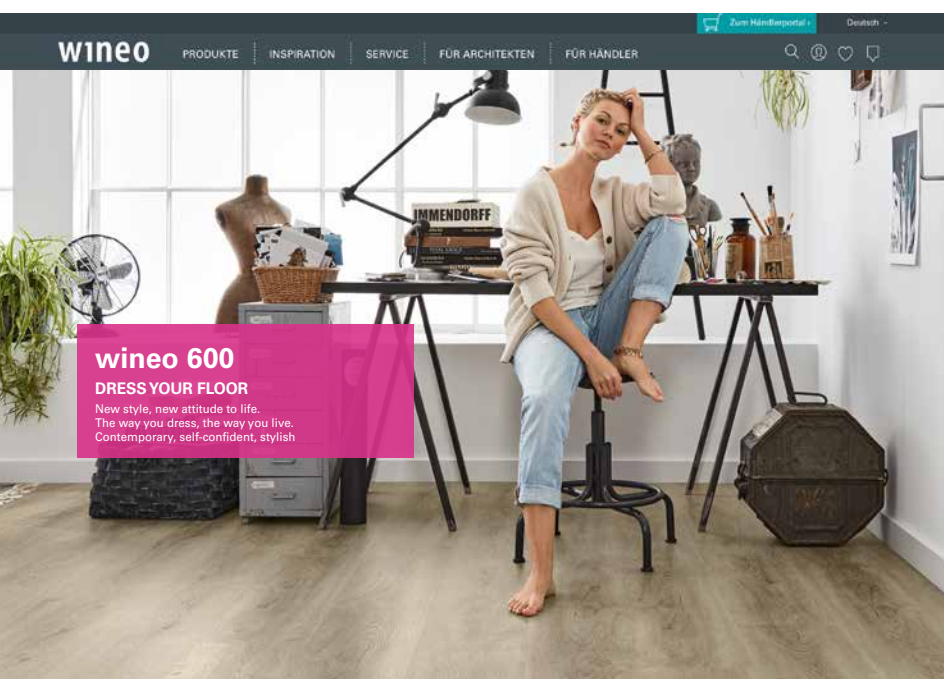 Zum Händlerportal ›
Deutsch
wineo
PRODUKTE
INSPIRATION
SERVICE
FÜR ARCHITEKTEN
FÜR HÄNDLER
IMMENDORFF
wineo 600
DRESS YOUR FLOOR
New style, new attitude to life.
The way you dress, the way you live.
Contemporary, self-confident, stylish